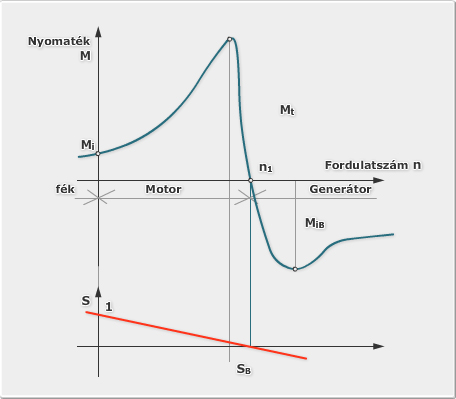 Nyomaték
M
Mt
Mi
n1
Fordulatszám n
fék
Motor
Generátor
MiB
S
1
SB